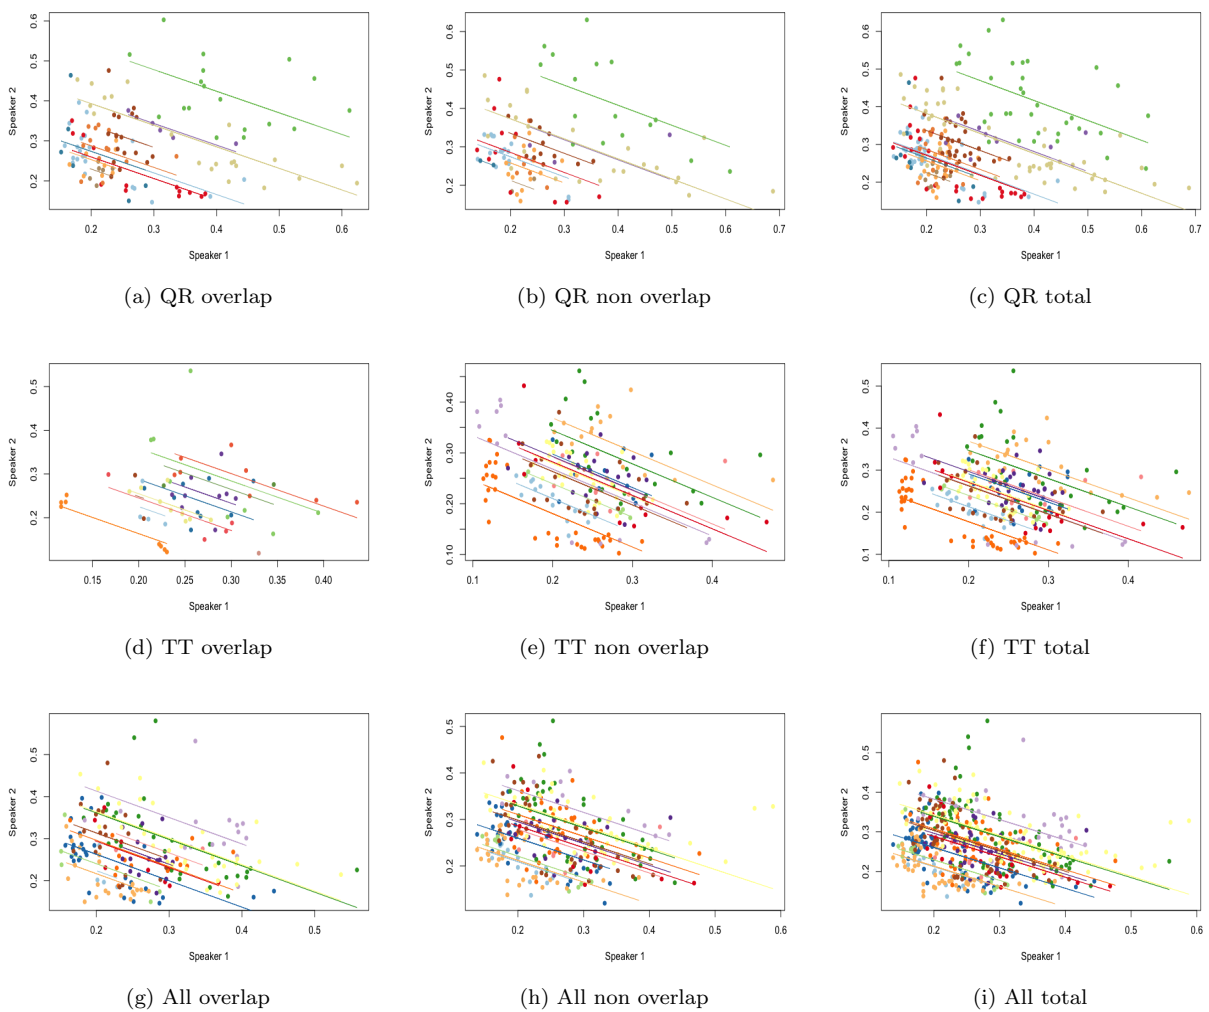 0.6
0.5
0.4
0.3
0.2
Speaker 2
0.2 0.3 0.4 0.5 0.6
Speaker 1
(a) QR overlap
0.6
0.5
0.4
0.3
0.2
Speaker 2
0.2 0.3 0.4 0.5 0.6 0.7
Speaker 1
(b) QR non overlap
0.6
0.5
0.4
0.3
0.2
Speaker 2
0.2 0.3 0.4 0.5 0.6 0.7
Speaker 1
(c) QR total
0.5
0.4
0.3
0.2
Speaker 2
0.15 0.20 0.25 0.30 0.35 0.40
Speaker 1
(d) TT overlap
0.40
0.30
0.20
0.10
Speaker 2
0.1 0.2 0.3 0.4
Speaker 1
(e) TT non overlap
0.5
0.4
0.3
0.2
0.1
Speaker 2
0.1 0.2 0.3 0.4
Speaker 1
(f) TT total
0.5
0.4
0.3
0.2
Speaker 2
0.2 0.3 0.4 0.5
Speaker 1
(g) All overlap
0.5
0.4
0.3
0.2
Speaker 2
0.2 0.3 0.4 0.5 0.6
Speaker 1
(h) All non overlap
0.5
0.4
0.3
0.2
Speaker 2
0.2 0.3 0.4 0.5 0.6
Speaker 1
(i) All total